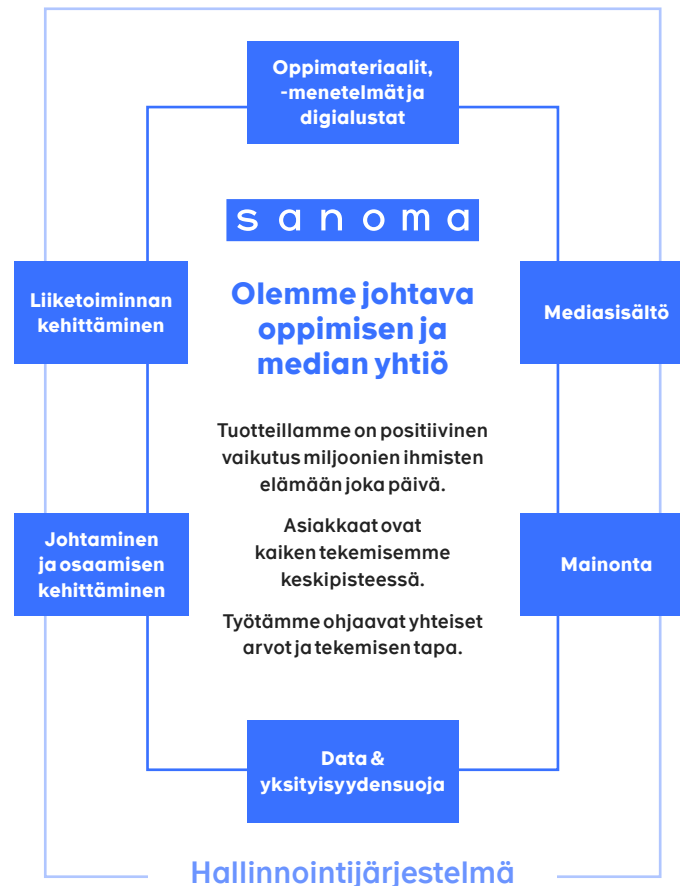 Oppimateriaalit,
-menetelmät ja
digialustat
sanoma
Liiketoiminnan
kehittäminen
Olemme johtava
oppimisen ja
median yhtiö
Mediasisältö
Tuotteillamme on positiivinen
vaikutus miljoonien ihmisten
elämään joka päivä.
Asiakkaat ovat
kaiken tekemisemme
keskipisteessä.
Johtaminen
ja osaamisen
kehittäminen
Mainonta
Työtämme ohjaavat yhteiset
arvot ja tekemisen tapa.
Data &
yksityisyydensuoja
Hallinnointijärjestelmä